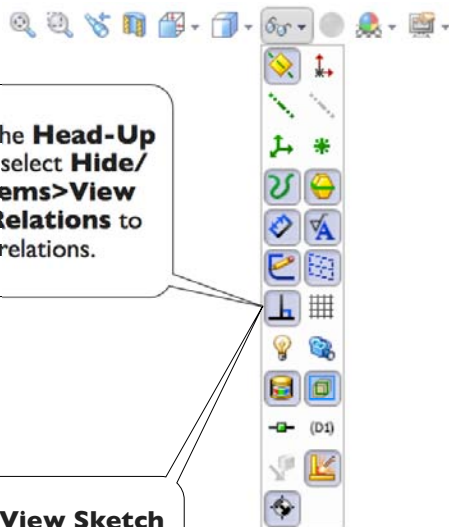 he Head-Up
select Hide/
ems>View
Relations to
relations.
(D1)
View Sketch